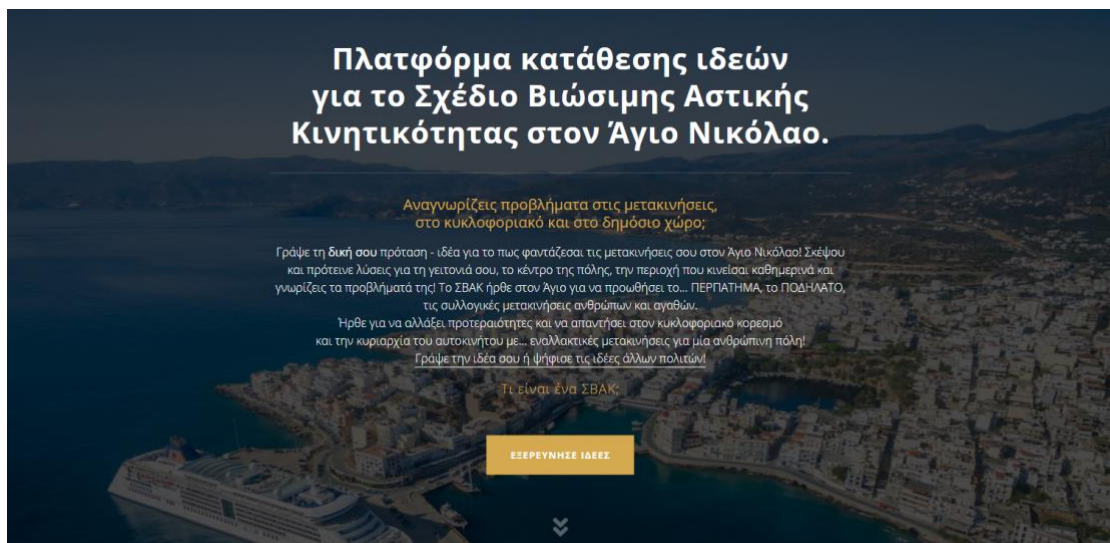 Πλατφόρμα κατάθεσης ιδεών
για το Σχέδιο Βιώσιμης Αστικής
Κινητικότητας στον Άγιο Νικόλαο.
Αναγνωρίζεις προβλήματα στις μετακινήσεις,
στο κυκλοφοριακό και στο δημόσιο χώρο;
Γράψε τη δική σου πρόταση - ιδέα για το πως φαντάζεσαι τις μετακινήσεις σου στον Άγιο Νικόλαο! Σκέψου
και πρότεινε λύσεις για τη γειτονιά σου, το κέντρο της πόλης, την περιοχή που κινείσαι καθημερινά και
γνωρίζεις τα προβλήματά της! Το ΣΒΑΚ ήρθε στον Άγιο για να προωθήσει το... ΠΕΡΠΑΤΗΜΑ, το ΠΟΔΗΛΑΤΟ,
τις συλλογικές μετακινήσεις ανθρώπων και αγαθών.
Ήρθε για να αλλάξει προτεραιότητες και να απαντήσει στον κυκλοφοριακό κορεσμό
και την κυριαρχία του αυτοκινήτου με... εναλλακτικές μετακινήσεις για μία ανθρώπινη πόλη!
Γράψε την ιδέα σου ή ψήφισε τις ιδέες άλλων πολιτών!
Τι είναι ένα ΣΒΑΚ;
ΕΞΕΡΕΥΝΗΣΕ ΙΔΕΕΣ